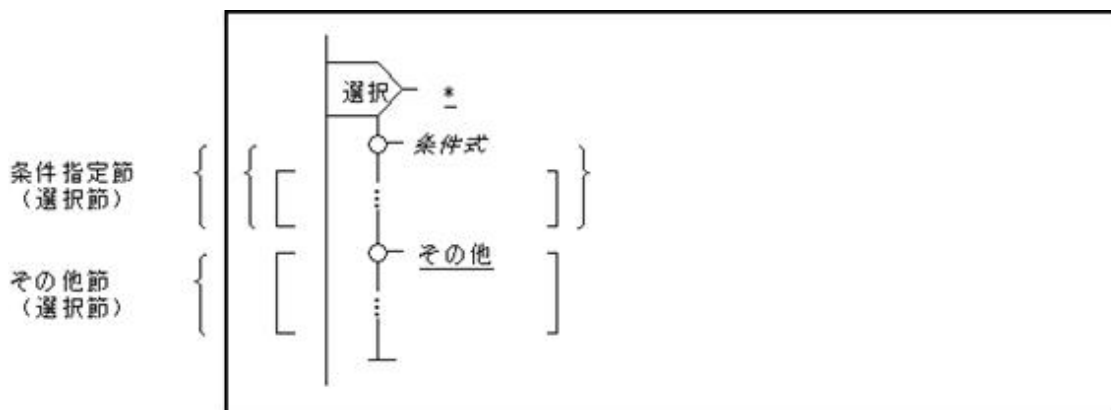 選択 *
条件式
条件指定節
（選択節）
その他
その他節
（選択節）